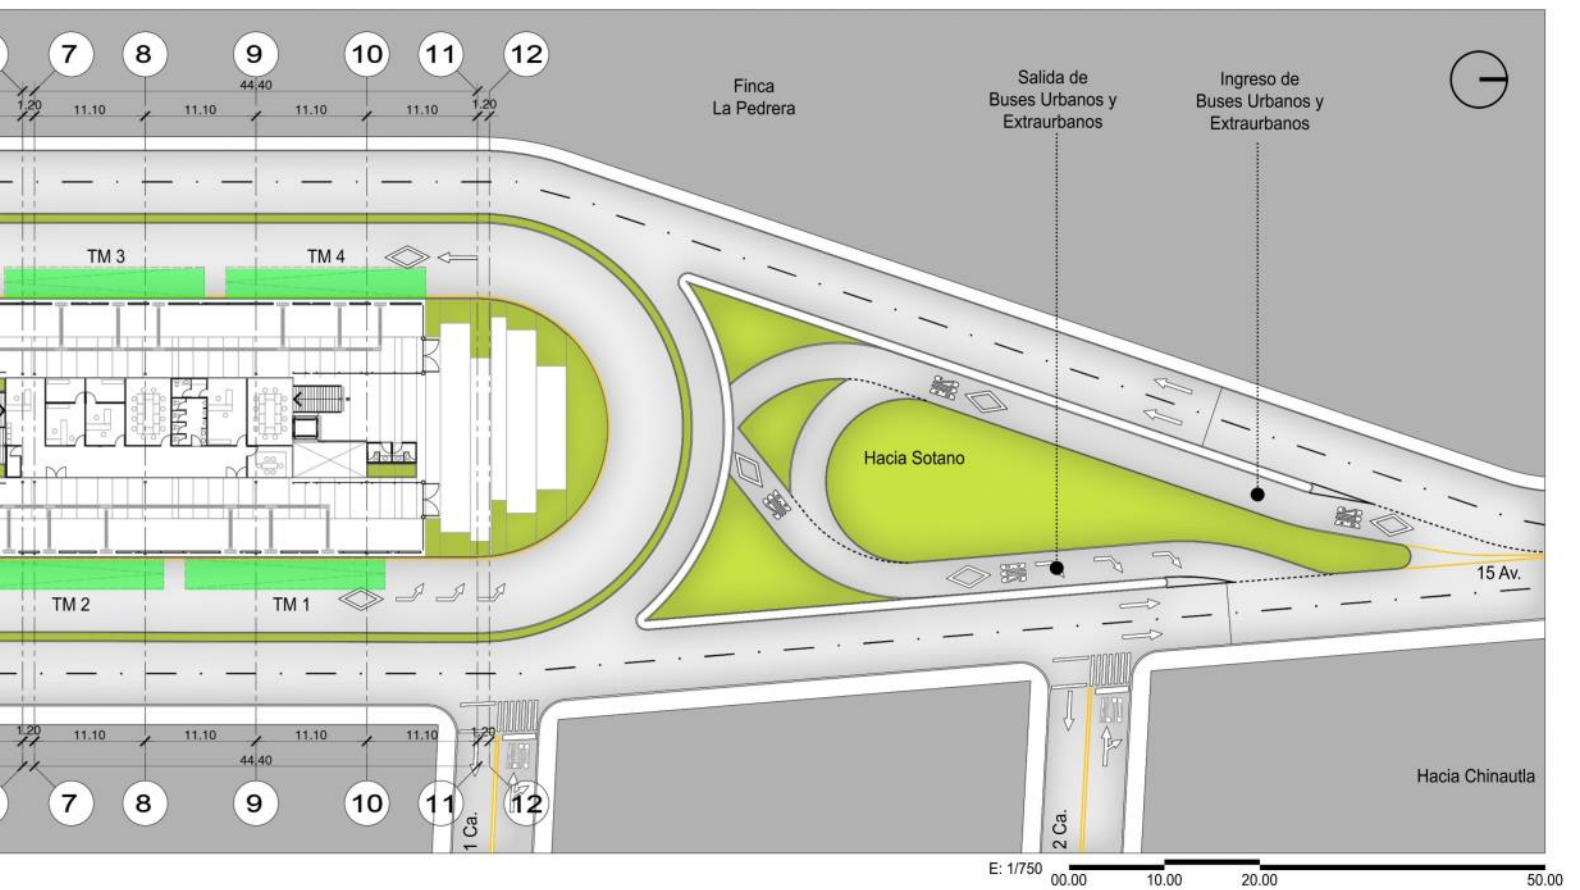 7 8 9 10 11 12
44.40
1.20 11.10 11.10 11.10 11.10 1.20
Finca
La Pedrera
Salida de
Buses Urbanos y
Extraurbanos
Ingreso de
Buses Urbanos y
Extraurbanos
TM 3 TM 4
Hacia Sotano
15 Av.
TM 2 TM 1
1.20 11.10 11.10 11.10 11.10 1.20
44.40
7 8 9 10 11 12
1 Ca.
2 Ca.
Hacia Chinautla
E: 1/750
00.00 10.00 20.00 50.00